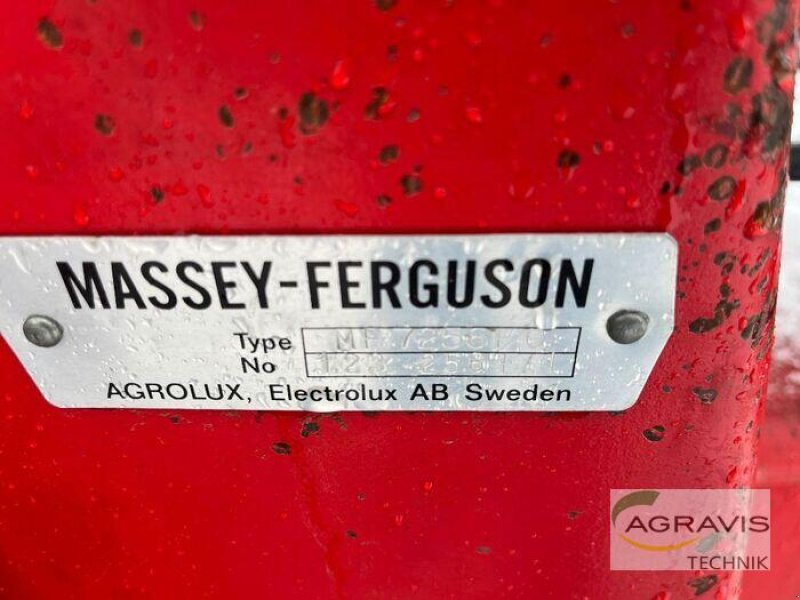 MASSEY-FERGUSON
Type
No
AGROLUX, Electrolux AB Sweden
AGRAVIS
TECHNIK